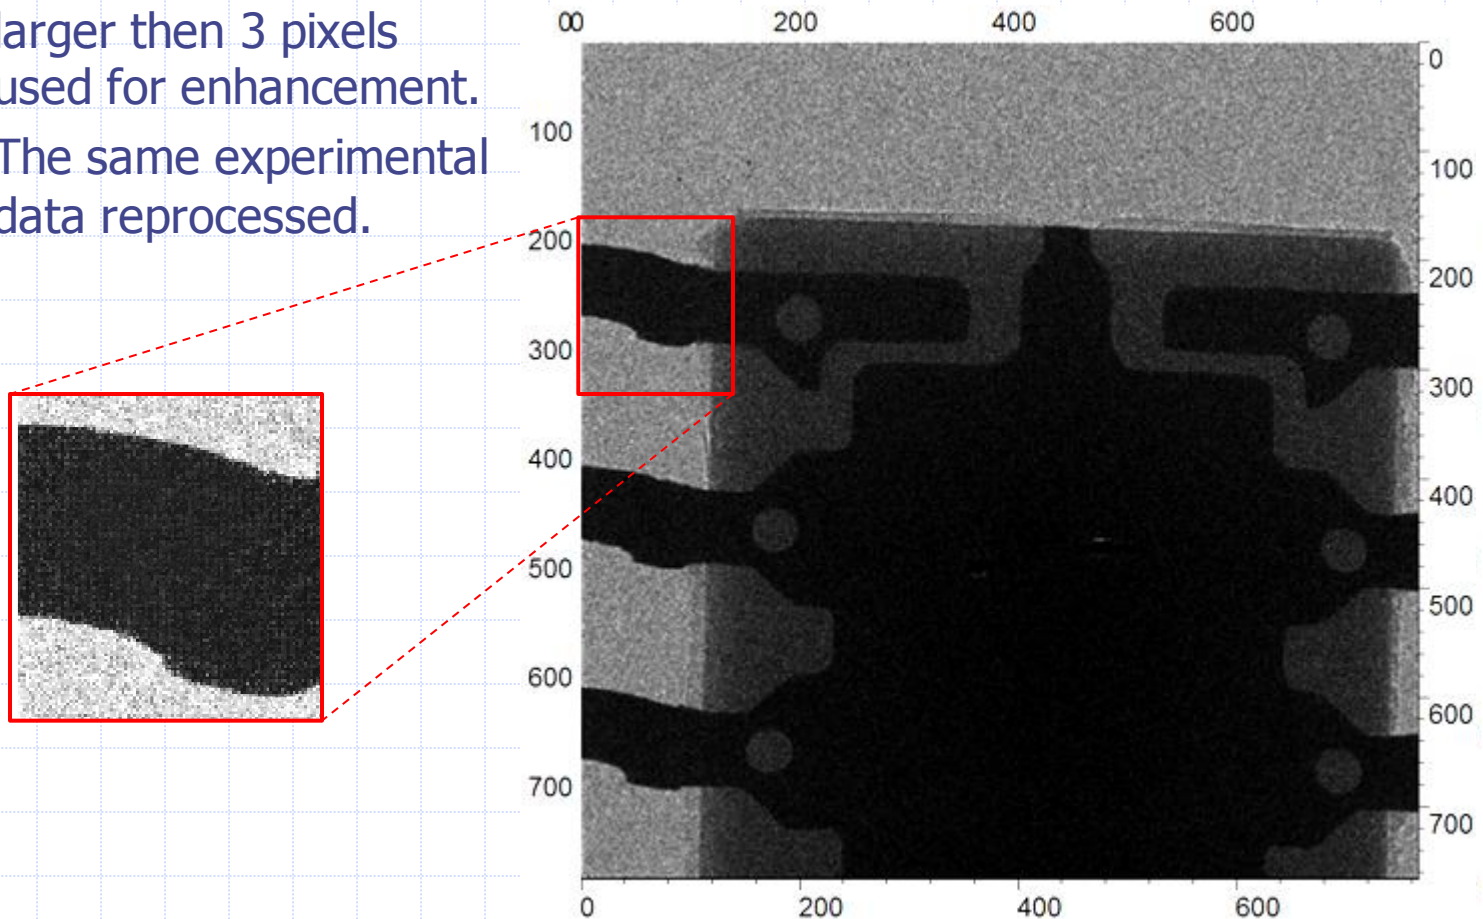 larger then 3 pixels
used for enhancement.
The same experimental
data reprocessed.
00 200 400 600
0
100
100
200
200
300
300
400
400
500
500
600
600
700
700
0 200 400 600